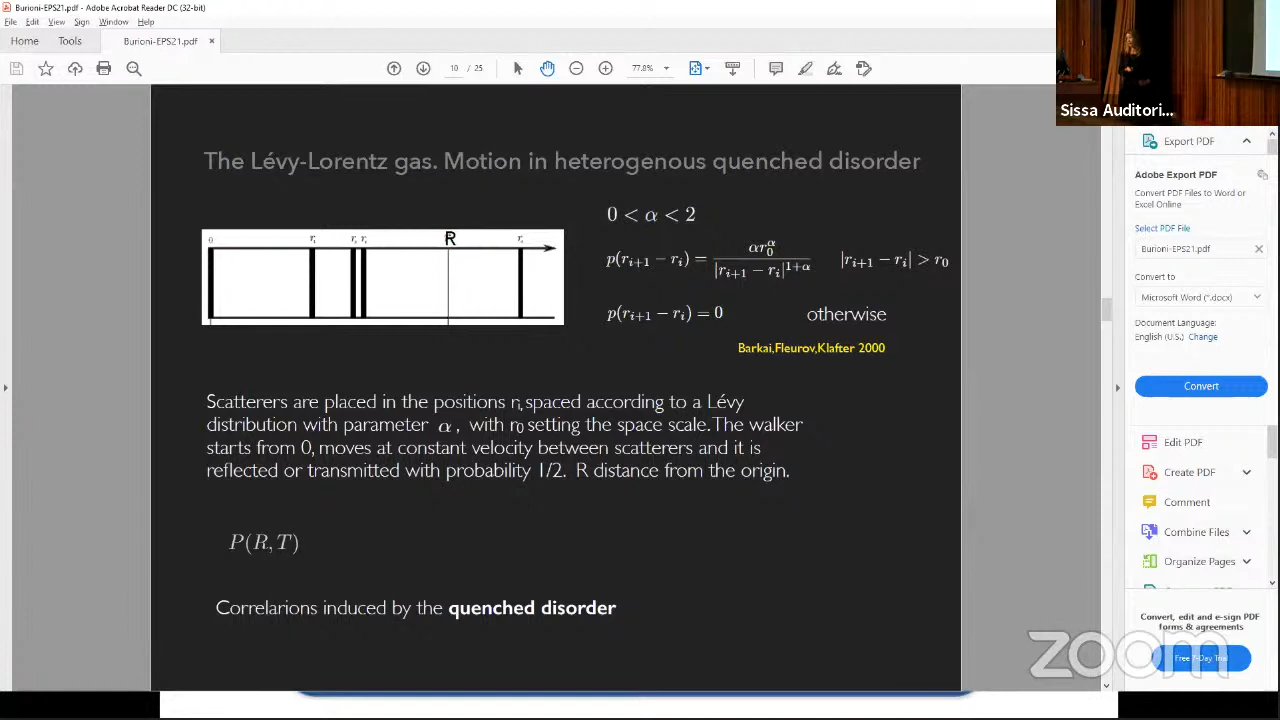 Burioni-EPS21.pdf - Adobe Acrobat Reader DC (32-bit)
File Edit View Sign Window Help
Home Tools Burioni-EPS21.pdf ×
10 / 25 77.8%
Sissa Auditori...
The Lévy-Lorentz gas. Motion in heterogenous quenched disorder
0 < α < 2
0 r r r R r
p(r_{i+1} − r_i) = αr_0^α / |r_{i+1} − r_i|^{1+α} |r_{i+1} − r_i| > r_0
p(r_{i+1} − r_i) = 0 otherwise
Barkai,Fleurov,Klafter 2000
Scatterers are placed in the positions r_i, spaced according to a Lévy
distribution with parameter α , with r_0 setting the space scale. The walker
starts from 0, moves at constant velocity between scatterers and it is
reflected or transmitted with probability 1/2. R distance from the origin.
P(R, T)
Correlarions induced by the quenched disorder
Export PDF
Adobe Export PDF
Convert PDF Files to Word or
Excel Online
Select PDF File
Burioni-EPS21.pdf
Convert to
Microsoft Word (*.docx)
Document Language:
English (U.S.) Change
Convert
Edit PDF
Create PDF
Comment
Combine Files
Organize Pages
Convert, edit and e-sign PDF
forms & agreements
Free 7-Day Trial
zoom